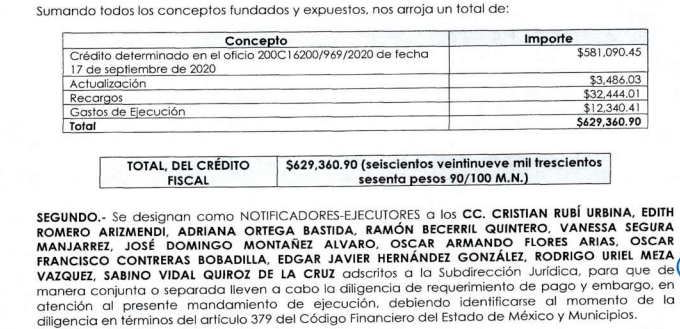 Sumando todos los conceptos fundados y expuestos, nos arroja un total de:
Concepto Importe
Crédito determinado en el oficio 200C16200/969/2020 de fecha $581,090.45
17 de septiembre de 2020
Actualización $3,486.03
Recargos $32,444.01
Gastos de Ejecución $12,340.41
Total $629,360.90
TOTAL, DEL CRÉDITO $629,360.90 (seiscientos veintinueve mil trescientos
FISCAL sesenta pesos 90/100 M.N.)
SEGUNDO.- Se designan como NOTIFICADORES-EJECUTORES a los CC. CRISTIAN RUBÍ URBINA, EDITH
ROMERO ARIZMENDI, ADRIANA ORTEGA BASTIDA, RAMÓN BECERRIL QUINTERO, VANESSA SEGURA
MANJARREZ, JOSÉ DOMINGO MONTAÑEZ ALVARO, OSCAR ARMANDO FLORES ARIAS, OSCAR
FRANCISCO CONTRERAS BOBADILLA, EDGAR JAVIER HERNÁNDEZ GONZÁLEZ, RODRIGO URIEL MEZA
VAZQUEZ, SABINO VIDAL QUIROZ DE LA CRUZ adscritos a la Subdirección Jurídica, para que de
manera conjunta o separada lleven a cabo la diligencia de requerimiento de pago y embargo, en
atención al presente mandamiento de ejecución, debiendo identificarse al momento de la
diligencia en términos del artículo 379 del Código Financiero del Estado de México y Municipios.